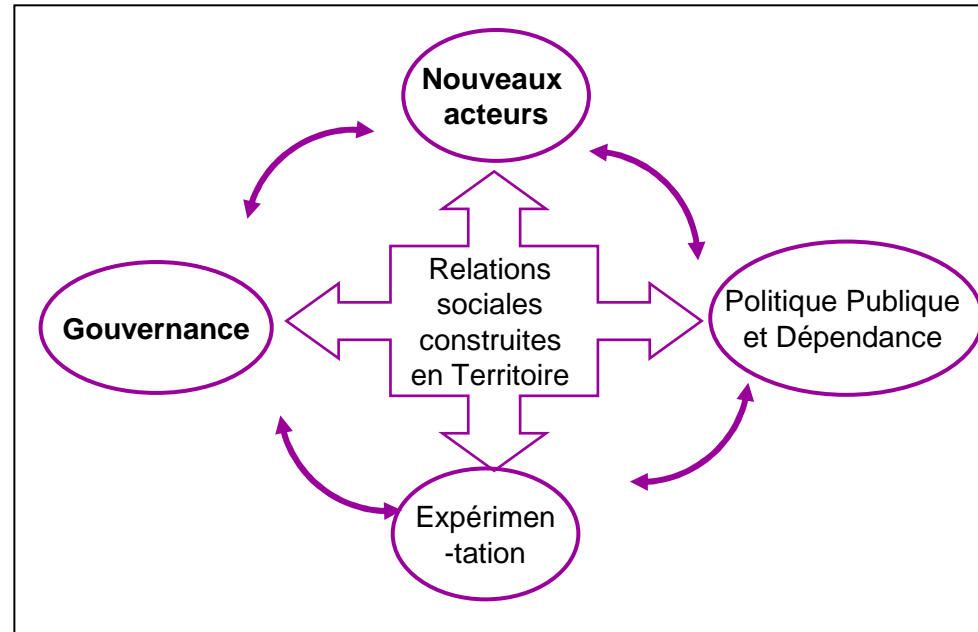 Nouveaux
acteurs
Relations
sociales
construites
en Territoire
Gouvernance
Politique Publique
et Dépendance
Expérimen
-tation